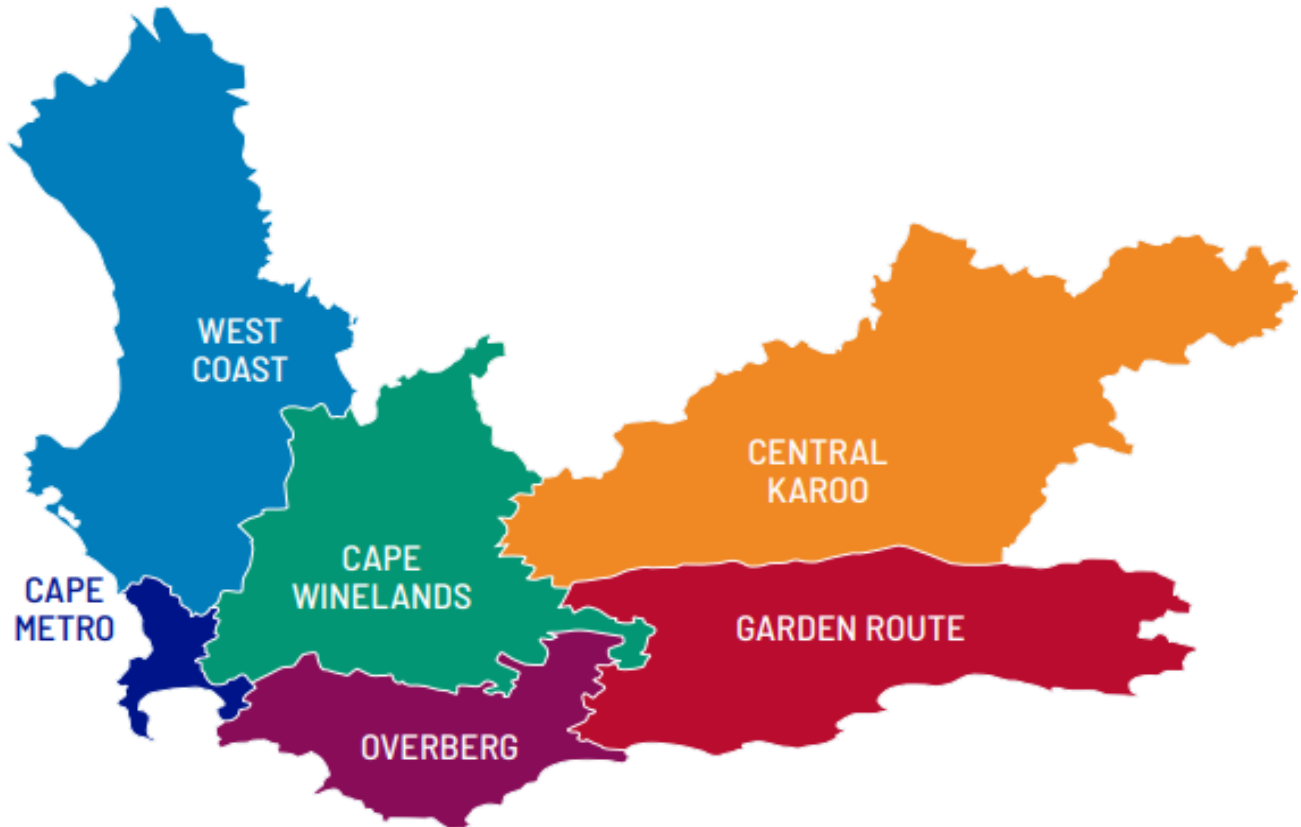 WEST
COAST
CENTRAL
KAROO
CAPE
WINELANDS
CAPE
METRO
GARDEN ROUTE
OVERBERG